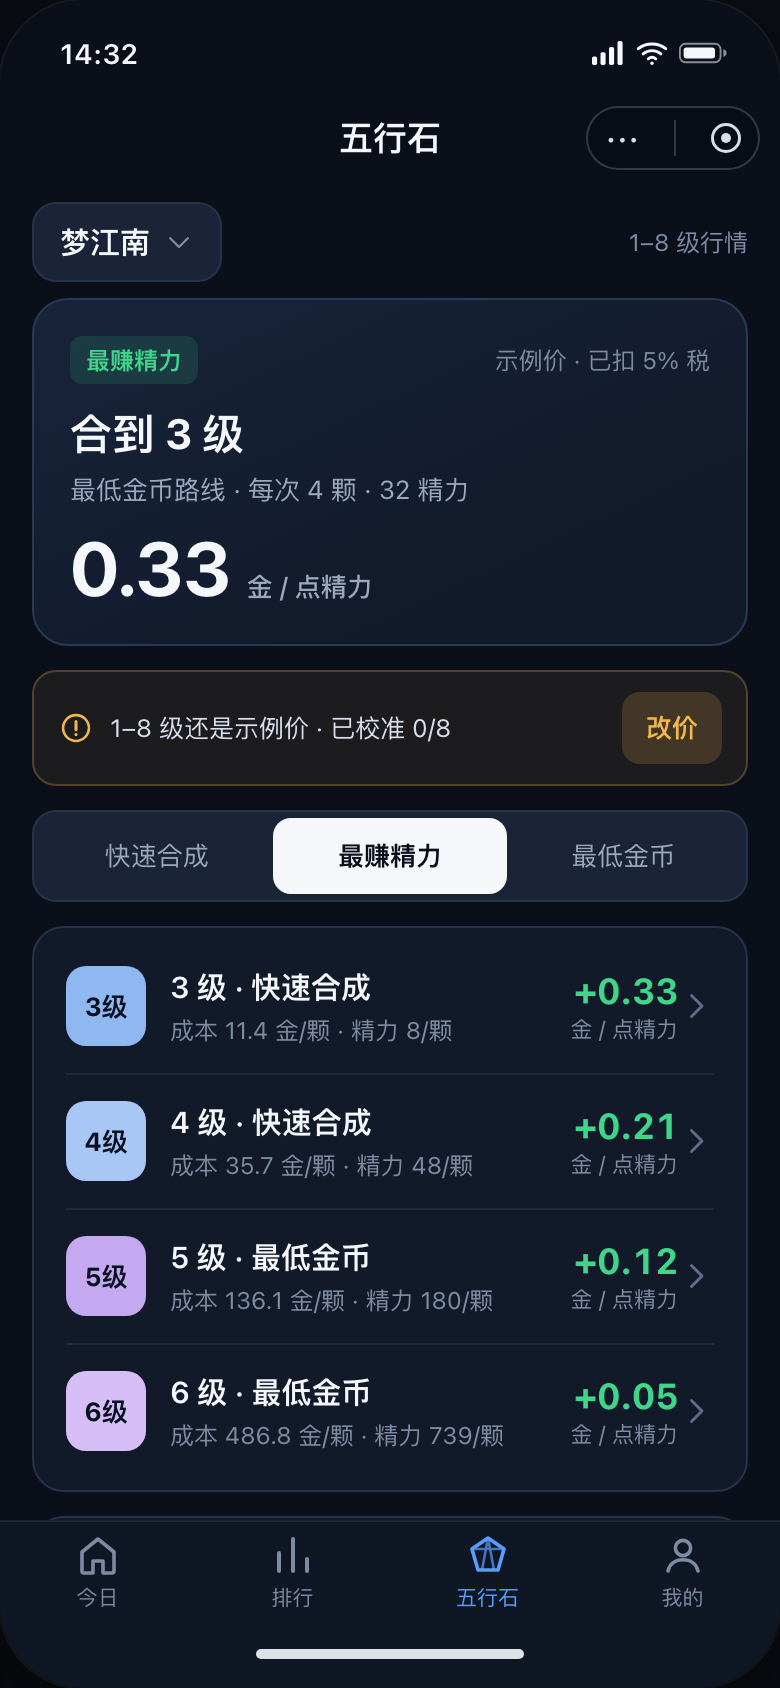 14:32
五行石
梦江南
1–8 级行情
最赚精力
示例价 · 已扣 5% 税
合到 3 级
最低金币路线 · 每次 4 颗 · 32 精力
0.33 金 / 点精力
1–8 级还是示例价 · 已校准 0/8
改价
快速合成
最赚精力
最低金币
3级
3 级 · 快速合成
成本 11.4 金/颗 · 精力 8/颗
+0.33
金 / 点精力
4级
4 级 · 快速合成
成本 35.7 金/颗 · 精力 48/颗
+0.21
金 / 点精力
5级
5 级 · 最低金币
成本 136.1 金/颗 · 精力 180/颗
+0.12
金 / 点精力
6级
6 级 · 最低金币
成本 486.8 金/颗 · 精力 739/颗
+0.05
金 / 点精力
今日
排行
五行石
我的